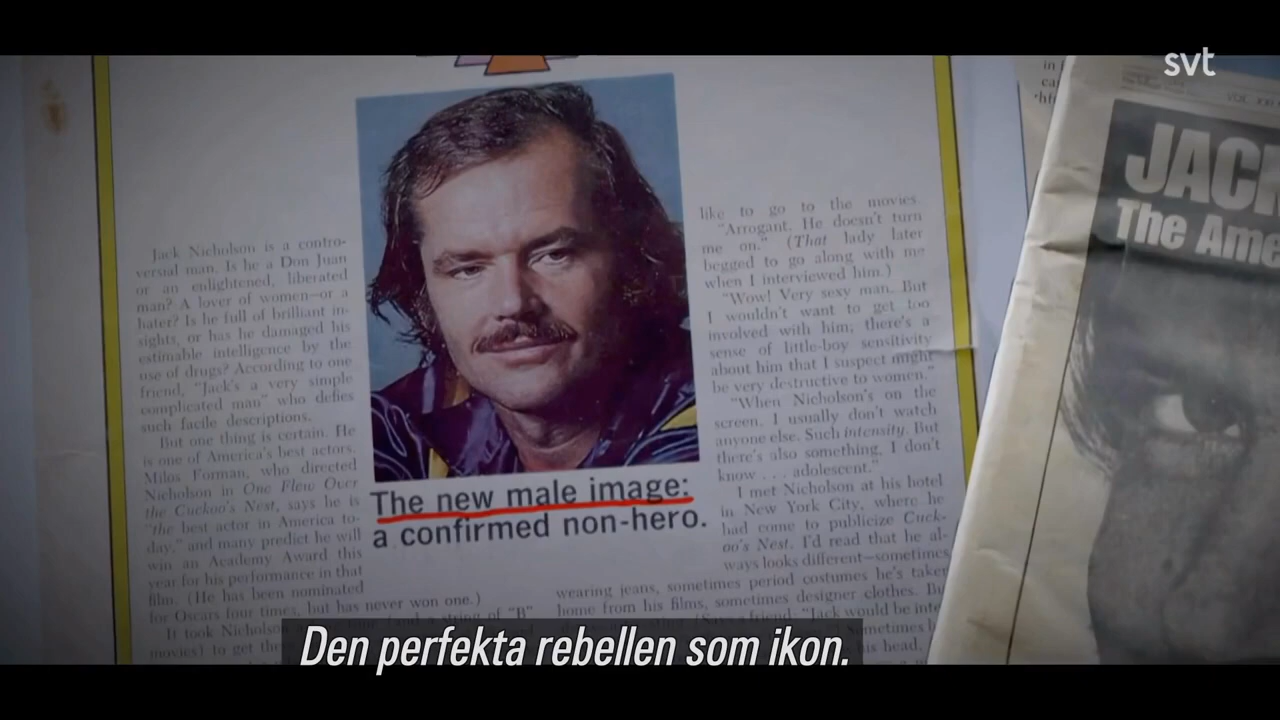 svt
Jack Nicholson is a contro-
versial man. Is he a Don Juan
or an enlightened, liberated
man? A lover of women—or a
hater? Is he full of brilliant in-
sights, or has he damaged his
estimable intelligence by the
use of drugs? According to one
friend, "Jack's a very simple
complicated man" who defies
such facile descriptions.
But one thing is certain. He
is one of America's best actors.
Milos Forman, who directed
Nicholson in One Flew Over
the Cuckoo's Nest, says he is
"the best actor in America to-
day," and many predict he will
win an Academy Award this
year for his performance in that
film. (He has been nominated
for Oscars four times, but has never won one.)
It took Nicholson
movies) to get the
The new male image:
a confirmed non-hero.
like to go to the movies.
"Arrogant. He doesn't turn
me on." (That lady later
begged to go along with me
when I interviewed him.)
"Wow! Very sexy man. But
I wouldn't want to get too
involved with him; there's a
sense of little-boy sensitivity
about him that I suspect might
be very destructive to women."
"When Nicholson's on the
screen, I usually don't watch
anyone else. Such intensity. But
there's also something, I don't
know . . . adolescent."
I met Nicholson at his hotel
in New York City, where he
had come to publicize Cuck-
oo's Nest. I'd read that he al-
ways looks different—sometimes
wearing jeans, sometimes period costumes he's taken
home from his films, sometimes designer clothes. But
JACK
The Ame
Den perfekta rebellen som ikon.